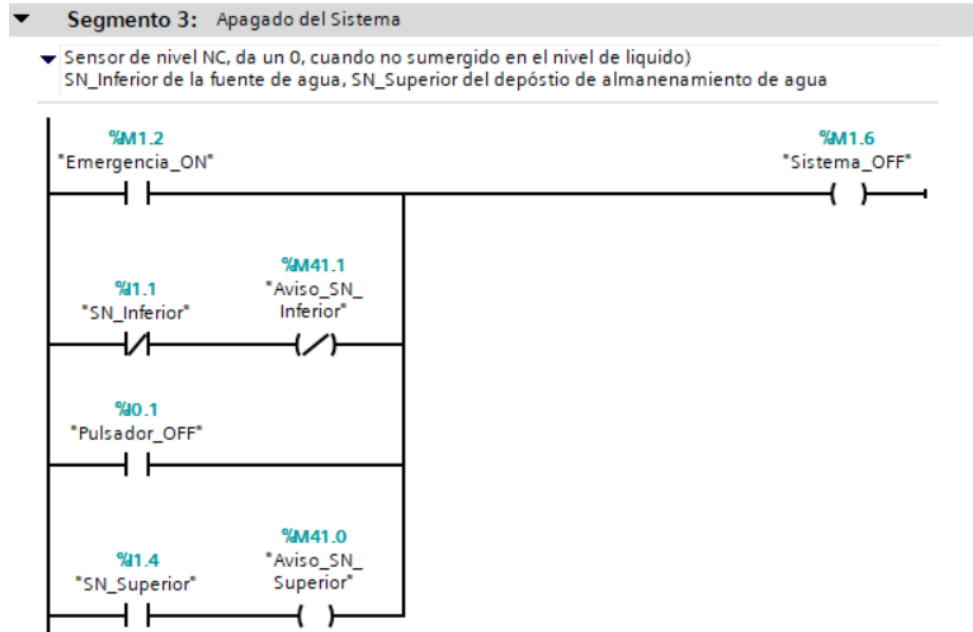 Segmento 3: Apagado del Sistema
Sensor de nivel NC, da un 0, cuando no sumergido en el nivel de liquido)
SN_Inferior de la fuente de agua, SN_Superior del depóstio de almanenamiento de agua
%M1.2
"Emergencia_ON"
%M1.6
"Sistema_OFF"
%I1.1
"SN_Inferior"
%M41.1
"Aviso_SN_
Inferior"
%I0.1
"Pulsador_OFF"
%I1.4
"SN_Superior"
%M41.0
"Aviso_SN_
Superior"